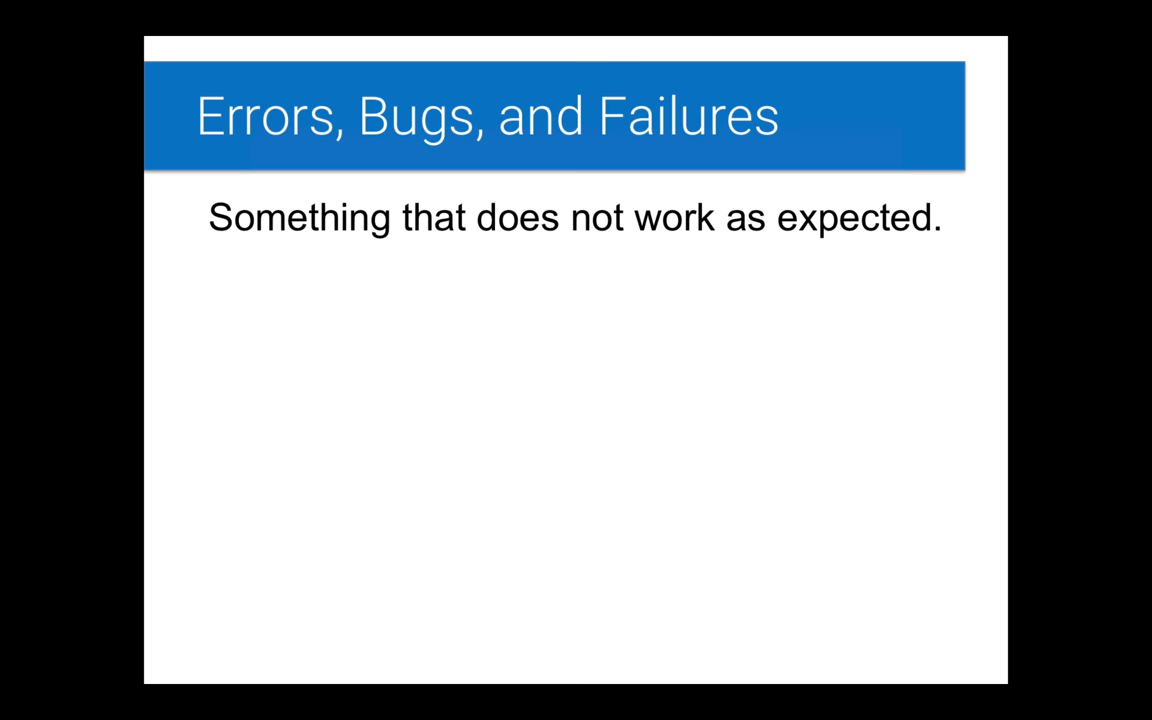 Errors, Bugs, and Failures
Something that does not work as expected.